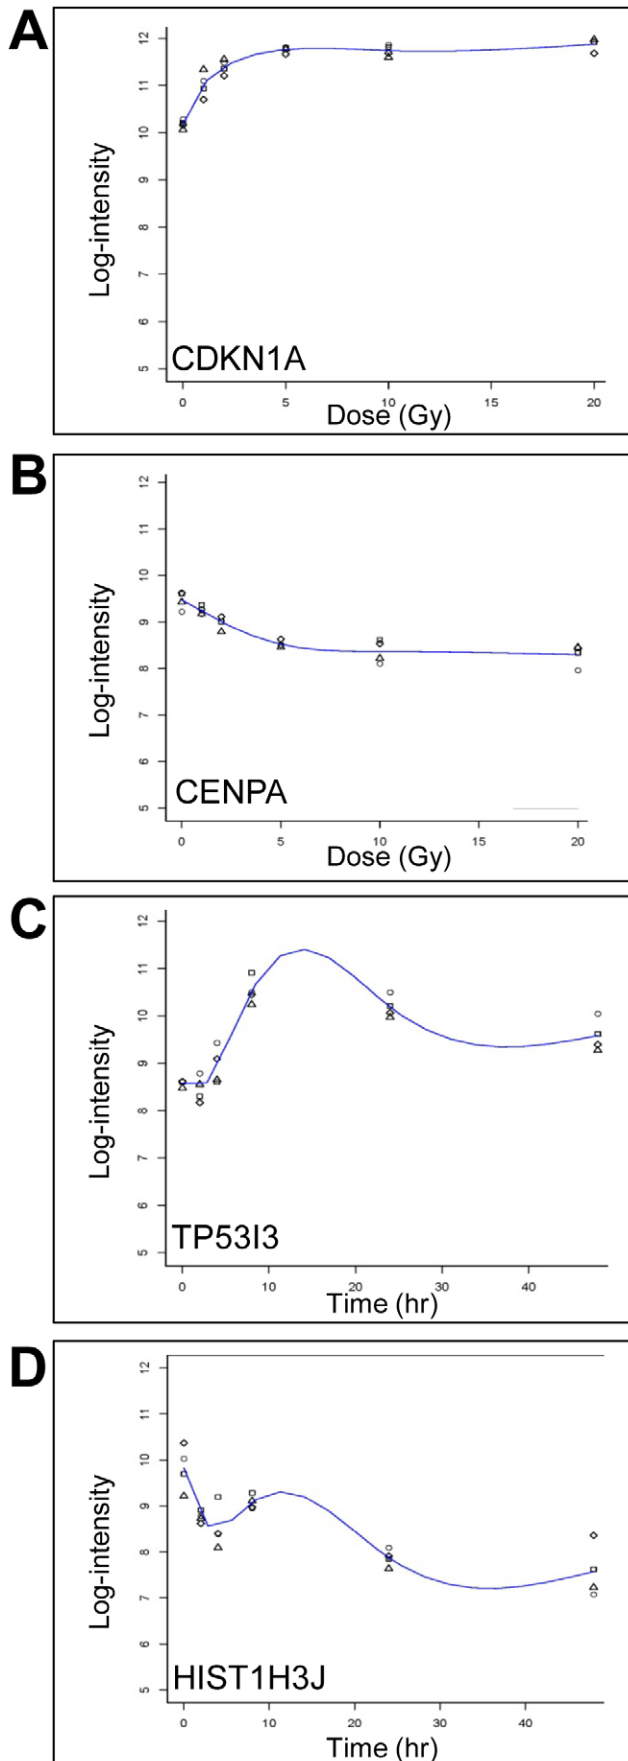 A
Log-intensity
12
11
10
9
8
7
6
5
CDKN1A
0 5 10 15 20
Dose (Gy)
B
Log-intensity
12
11
10
9
8
7
6
5
CENPA
0 5 10 15 20
Dose (Gy)
C
Log-intensity
12
11
10
9
8
7
6
5
TP53I3
0 10 20 30 40
Time (hr)
D
Log-intensity
12
11
10
9
8
7
6
5
HIST1H3J
0 10 20 30 40
Time (hr)